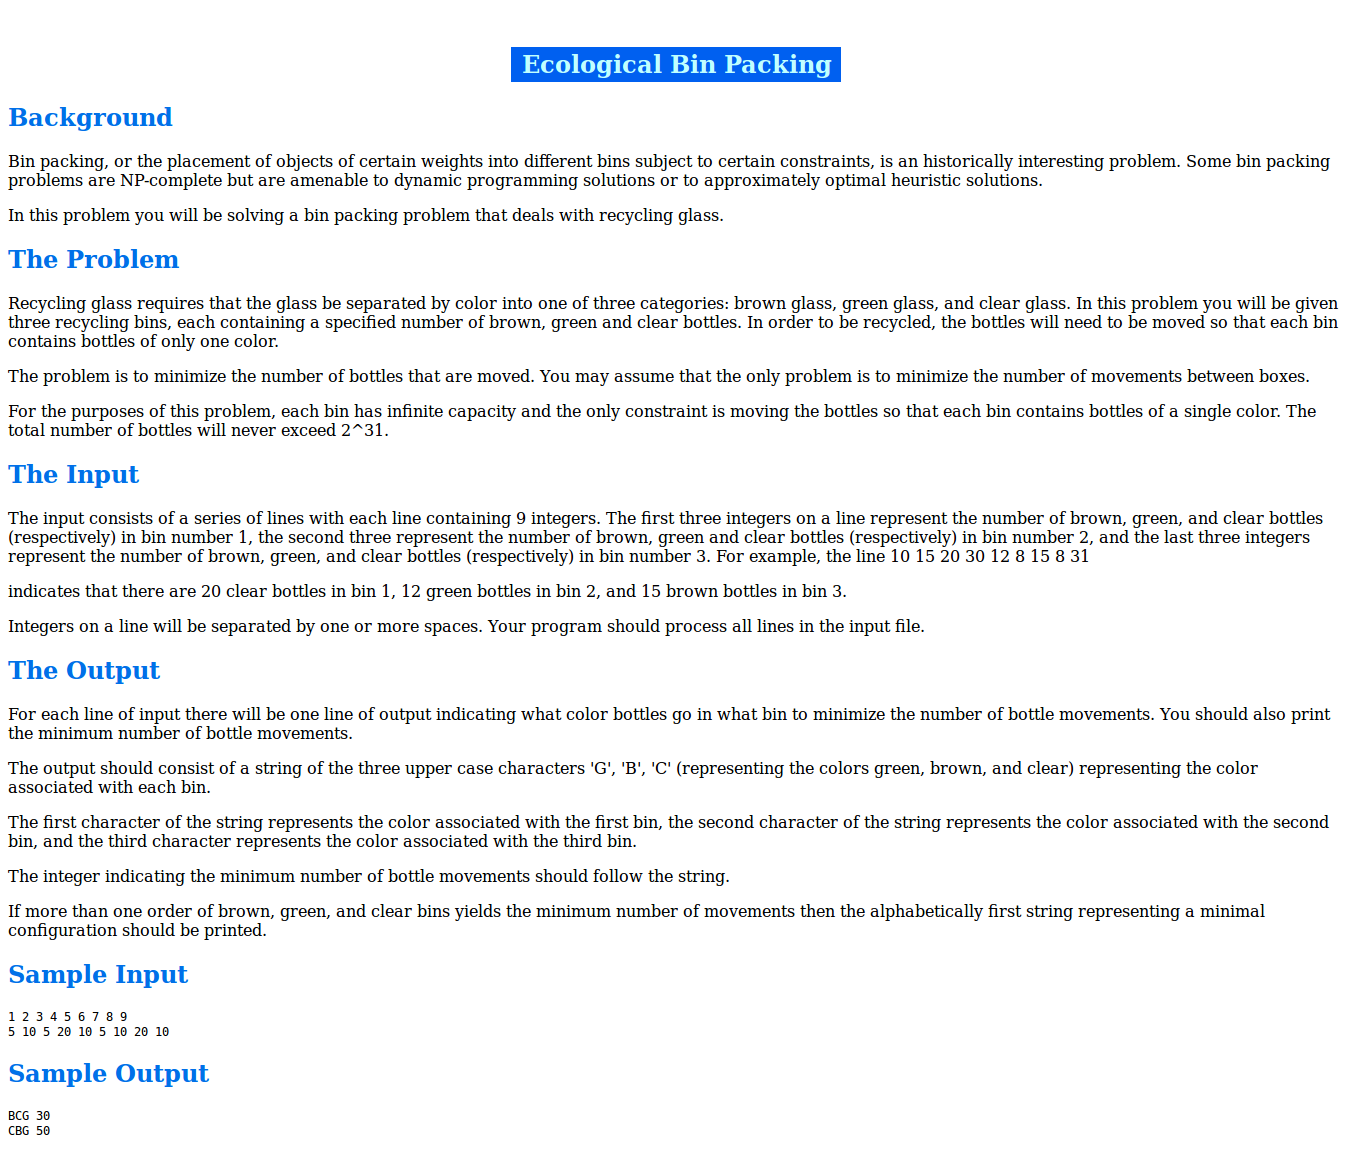 Ecological Bin Packing
Background
Bin packing, or the placement of objects of certain weights into different bins subject to certain constraints, is an historically interesting problem. Some bin packing
problems are NP-complete but are amenable to dynamic programming solutions or to approximately optimal heuristic solutions.
In this problem you will be solving a bin packing problem that deals with recycling glass.
The Problem
Recycling glass requires that the glass be separated by color into one of three categories: brown glass, green glass, and clear glass. In this problem you will be given
three recycling bins, each containing a specified number of brown, green and clear bottles. In order to be recycled, the bottles will need to be moved so that each bin
contains bottles of only one color.
The problem is to minimize the number of bottles that are moved. You may assume that the only problem is to minimize the number of movements between boxes.
For the purposes of this problem, each bin has infinite capacity and the only constraint is moving the bottles so that each bin contains bottles of a single color. The
total number of bottles will never exceed 2^31.
The Input
The input consists of a series of lines with each line containing 9 integers. The first three integers on a line represent the number of brown, green, and clear bottles
(respectively) in bin number 1, the second three represent the number of brown, green and clear bottles (respectively) in bin number 2, and the last three integers
represent the number of brown, green, and clear bottles (respectively) in bin number 3. For example, the line 10 15 20 30 12 8 15 8 31
indicates that there are 20 clear bottles in bin 1, 12 green bottles in bin 2, and 15 brown bottles in bin 3.
Integers on a line will be separated by one or more spaces. Your program should process all lines in the input file.
The Output
For each line of input there will be one line of output indicating what color bottles go in what bin to minimize the number of bottle movements. You should also print
the minimum number of bottle movements.
The output should consist of a string of the three upper case characters 'G', 'B', 'C' (representing the colors green, brown, and clear) representing the color
associated with each bin.
The first character of the string represents the color associated with the first bin, the second character of the string represents the color associated with the second
bin, and the third character represents the color associated with the third bin.
The integer indicating the minimum number of bottle movements should follow the string.
If more than one order of brown, green, and clear bins yields the minimum number of movements then the alphabetically first string representing a minimal
configuration should be printed.
Sample Input
1 2 3 4 5 6 7 8 9
5 10 5 20 10 5 10 20 10
Sample Output
BCG 30
CBG 50